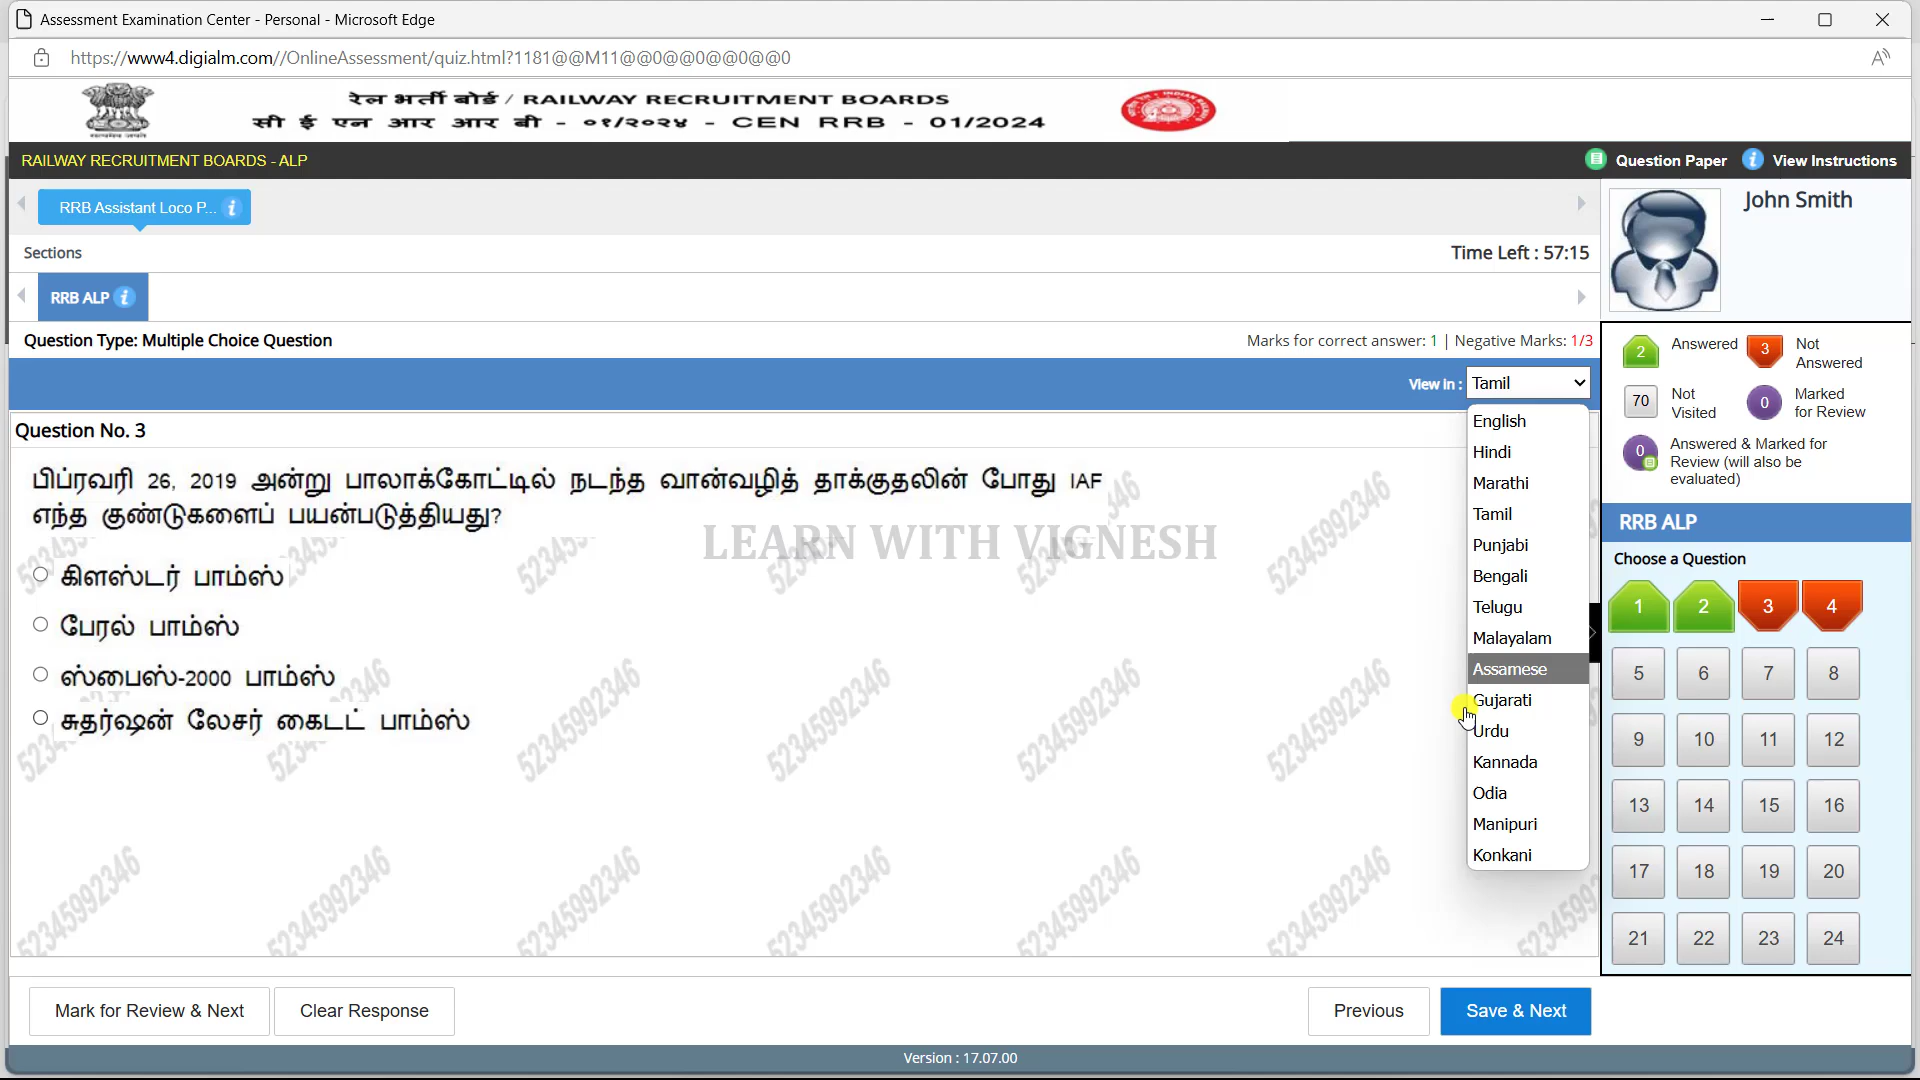 Assessment Examination Center - Personal - Microsoft Edge
https://www4.digialm.com//OnlineAssessment/quiz.html?1181@@M11@@0@@0@@0@@0
रेल भर्ती बोर्ड / RAILWAY RECRUITMENT BOARDS
सी ई एन आर आर बी - ०१/२०२४ - CEN RRB - 01/2024
RAILWAY RECRUITMENT BOARDS - ALP
Question Paper
View Instructions
RRB Assistant Loco P...
John Smith
Sections
Time Left : 57:15
RRB ALP
Question Type: Multiple Choice Question
Marks for correct answer: 1 | Negative Marks: 1/3
View in : Tamil
English
Hindi
Marathi
Tamil
Punjabi
Bengali
Telugu
Malayalam
Assamese
Gujarati
Urdu
Kannada
Odia
Manipuri
Konkani
Question No. 3
பிப்ரவரி 26, 2019 அன்று பாலாக்கோட்டில் நடந்த வான்வழித் தாக்குதலின் போது IAF
எந்த குண்டுகளைப் பயன்படுத்தியது?
LEARN WITH VIGNESH
கிளஸ்டர் பாம்ஸ்
பேரல் பாம்ஸ்
ஸ்பைஸ்-2000 பாம்ஸ்
சுதர்ஷன் லேசர் கைடட் பாம்ஸ்
52345992346
2 Answered
3 Not
Answered
70 Not
Visited
0 Marked
for Review
0 Answered & Marked for
Review (will also be
evaluated)
RRB ALP
Choose a Question
1 2 3 4
5 6 7 8
9 10 11 12
13 14 15 16
17 18 19 20
21 22 23 24
Mark for Review & Next
Clear Response
Previous
Save & Next
Version : 17.07.00